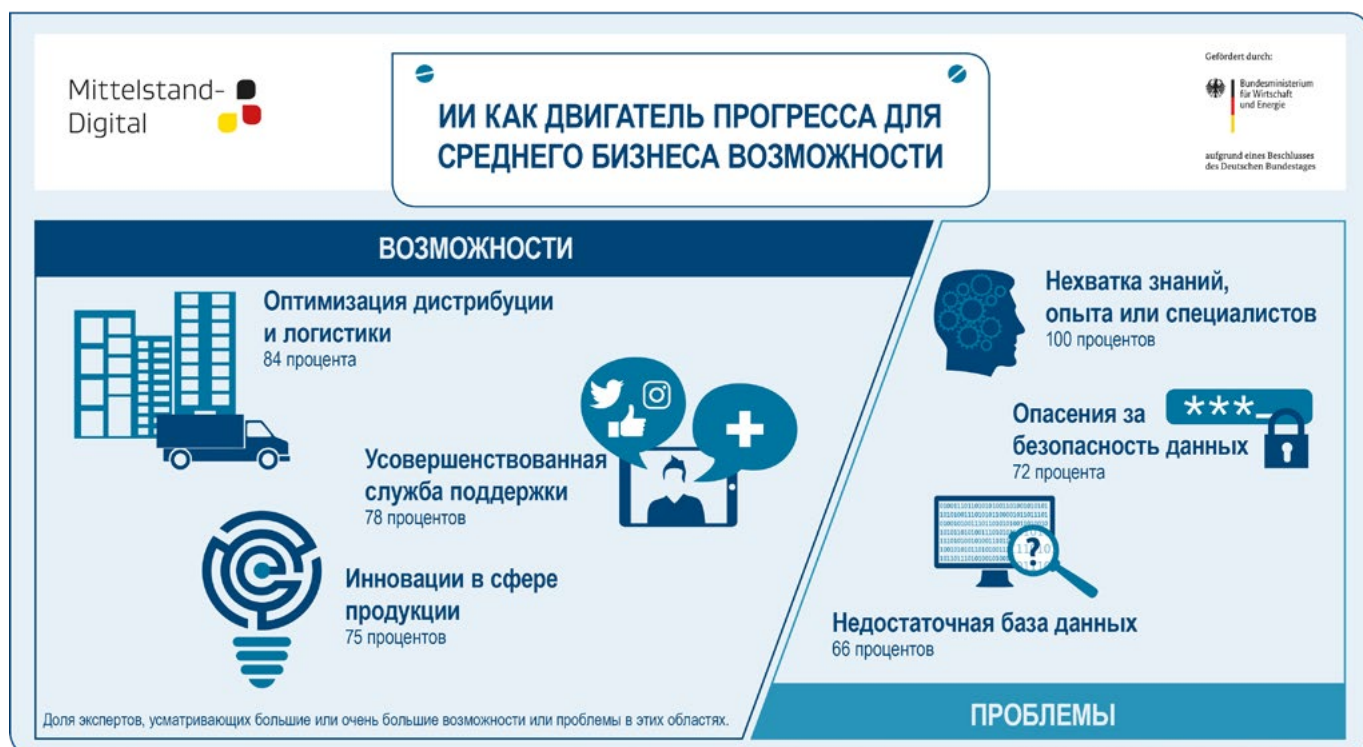 Mittelstand-
Digital
ИИ КАК ДВИГАТЕЛЬ ПРОГРЕССА ДЛЯ
СРЕДНЕГО БИЗНЕСА ВОЗМОЖНОСТИ
Gefördert durch:
Bundesministerium
für Wirtschaft
und Energie
aufgrund eines Beschlusses
des Deutschen Bundestages
ВОЗМОЖНОСТИ
Оптимизация дистрибуции
и логистики
84 процента
Усовершенствованная
служба поддержки
78 процентов
Инновации в сфере
продукции
75 процентов
Доля экспертов, усматривающих большие или очень большие возможности или проблемы в этих областях.
Нехватка знаний,
опыта или специалистов
100 процентов
***_
Опасения за
безопасность данных
72 процента
?
Недостаточная база данных
66 процентов
ПРОБЛЕМЫ